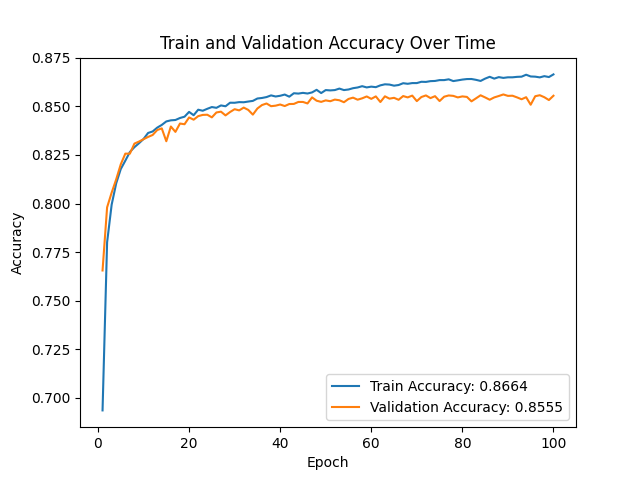 Train and Validation Accuracy Over Time
Accuracy
0.875
0.850
0.825
0.800
0.775
0.750
0.725
0.700
Train Accuracy: 0.8664
Validation Accuracy: 0.8555
0 20 40 60 80 100
Epoch